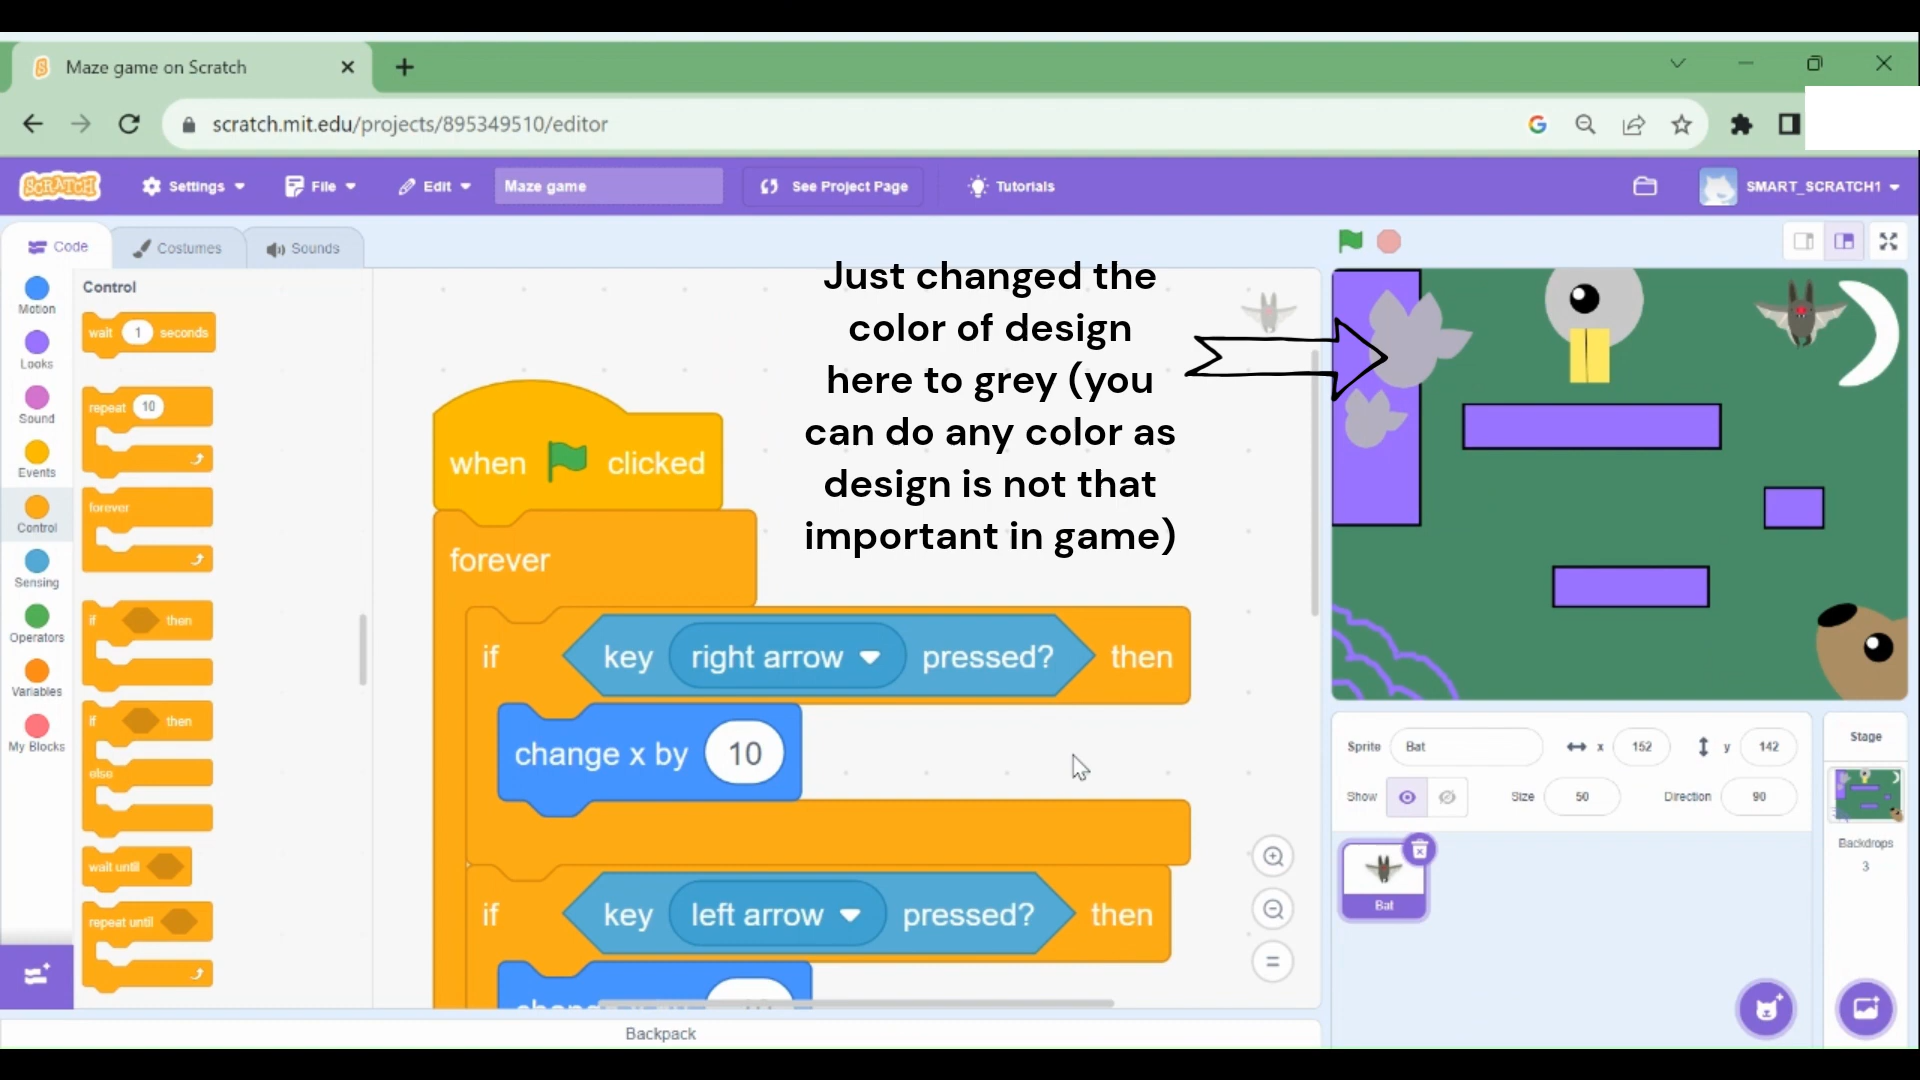 Maze game on Scratch
scratch.mit.edu/projects/895349510/editor
SCRATCH
Settings
File
Edit
Maze game
See Project Page
Tutorials
SMART_SCRATCH1
Code
Costumes
Sounds
Motion
Looks
Sound
Events
Control
Sensing
Operators
Variables
My Blocks
Control
wait 1 seconds
repeat 10
forever
if then
if then
else
wait until
repeat until
when clicked
forever
if key right arrow pressed? then
change x by 10
if key left arrow pressed? then
Just changed the
color of design
here to grey (you
can do any color as
design is not that
important in game)
Sprite Bat x 152 y 142
Show Size 50 Direction 90
Bat
Stage
Backdrops
3
Backpack